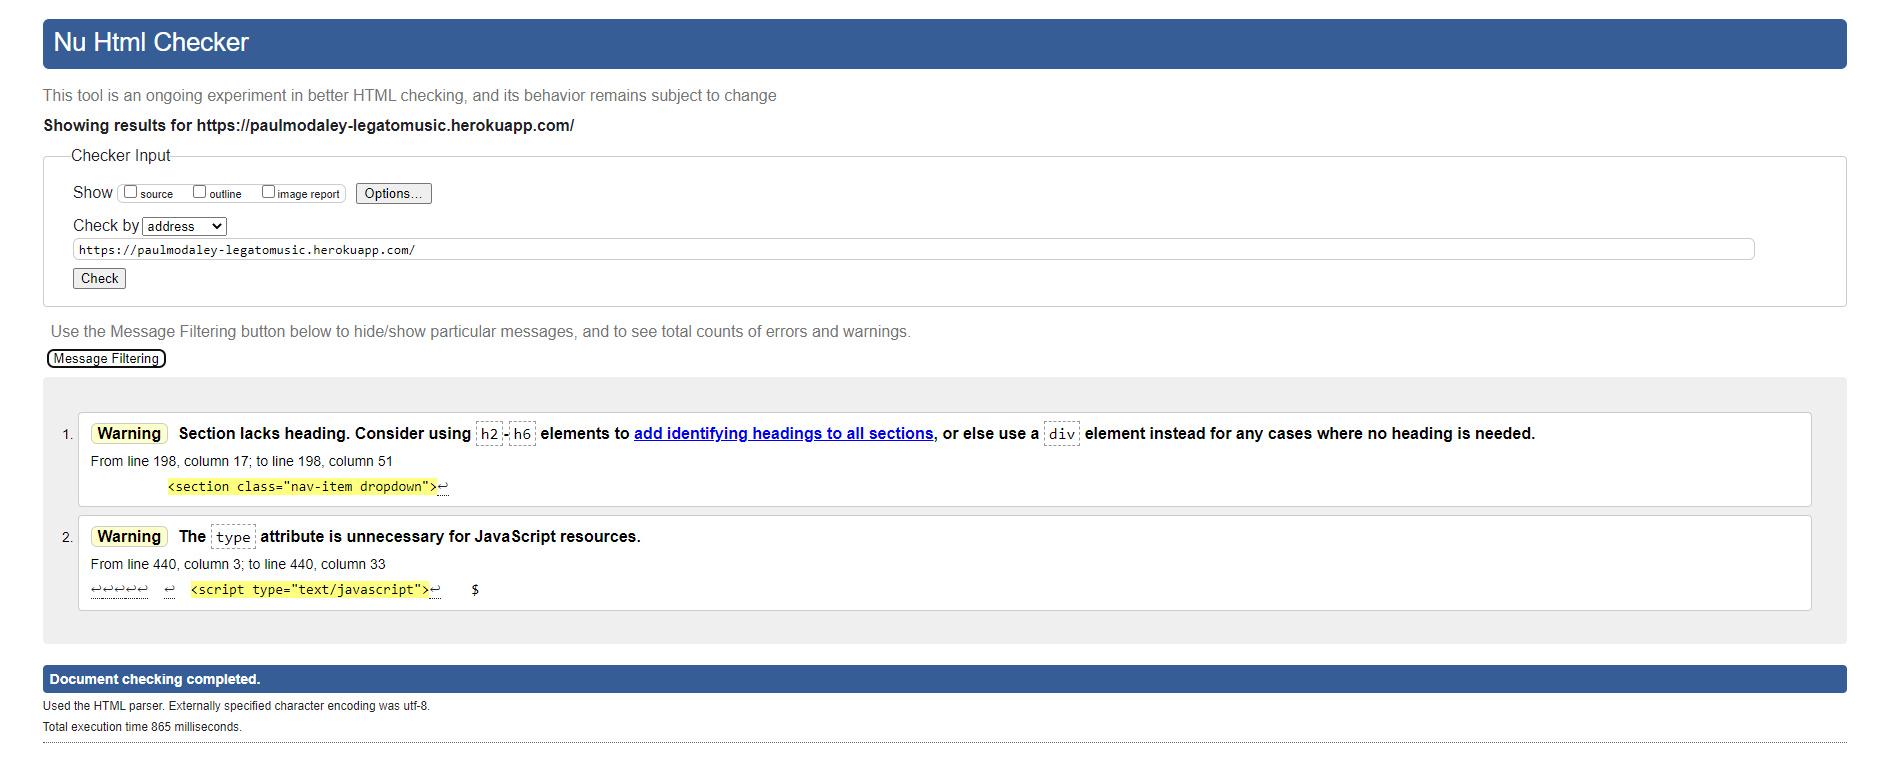 Nu Html Checker
This tool is an ongoing experiment in better HTML checking, and its behavior remains subject to change
Showing results for https://paulmodaley-legatomusic.herokuapp.com/
Checker Input
Show source outline image report Options...
Check by address
https://paulmodaley-legatomusic.herokuapp.com/
Check
Use the Message Filtering button below to hide/show particular messages, and to see total counts of errors and warnings.
Message Filtering
1. Warning Section lacks heading. Consider using h2-h6 elements to add identifying headings to all sections, or else use a div element instead for any cases where no heading is needed.
From line 198, column 17; to line 198, column 51
<section class="nav-item dropdown">↩
2. Warning The type attribute is unnecessary for JavaScript resources.
From line 440, column 3; to line 440, column 33
↩↩↩↩↩ ↩ <script type="text/javascript">↩ $
Document checking completed.
Used the HTML parser. Externally specified character encoding was utf-8.
Total execution time 865 milliseconds.